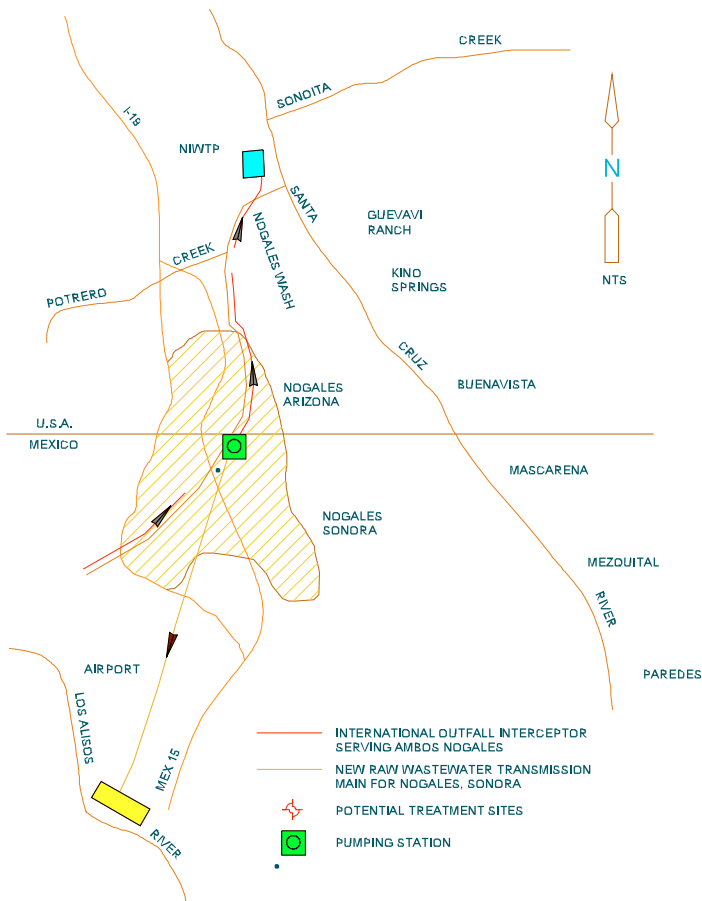 CREEK
SONOITA
I-19
NIWTP
N
SANTA
GUEVAVI
RANCH
NOGALES WASH
CREEK
KINO
SPRINGS
NTS
POTRERO
CRUZ
NOGALES
ARIZONA
BUENAVISTA
U.S.A.
MEXICO
MASCARENA
NOGALES
SONORA
MEZQUITAL
RIVER
AIRPORT
PAREDES
LOS ALISOS
INTERNATIONAL OUTFALL INTERCEPTOR
SERVING AMBOS NOGALES
MEX 15
NEW RAW WASTEWATER TRANSMISSION
MAIN FOR NOGALES, SONORA
POTENTIAL TREATMENT SITES
RIVER
PUMPING STATION